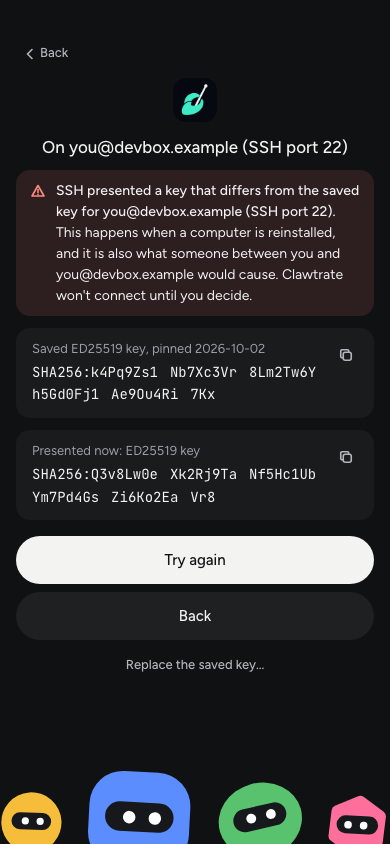 Back
On you@devbox.example (SSH port 22)
SSH presented a key that differs from the saved
key for you@devbox.example (SSH port 22).
This happens when a computer is reinstalled,
and it is also what someone between you and
you@devbox.example would cause. Clawtrate
won't connect until you decide.
Saved ED25519 key, pinned 2026-10-02
SHA256:k4Pq9Zs1 Nb7Xc3Vr 8Lm2Tw6Y
h5Gd0Fj1 Ae9Ou4Ri 7Kx
Presented now: ED25519 key
SHA256:Q3v8Lw0e Xk2Rj9Ta Nf5Hc1Ub
Ym7Pd4Gs Zi6Ko2Ea Vr8
Try again
Back
Replace the saved key...